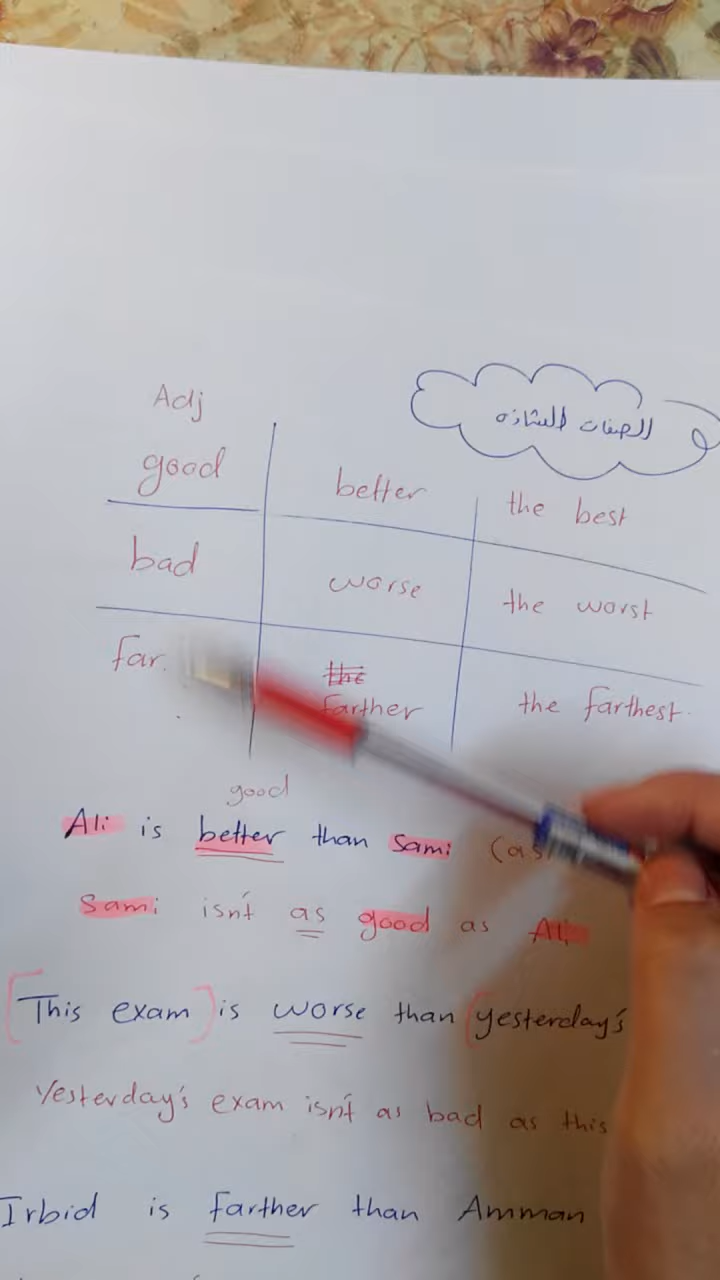 Adj
الصفات الشاذه
good better the best
bad worse the worst
far. farther the farthest.
good
Ali is better than Sami (as
Sami isn't as good as Ali
[This exam] is worse than [yesterday's
Yesterday's exam isn't as bad as this
Irbid is farther than Amman